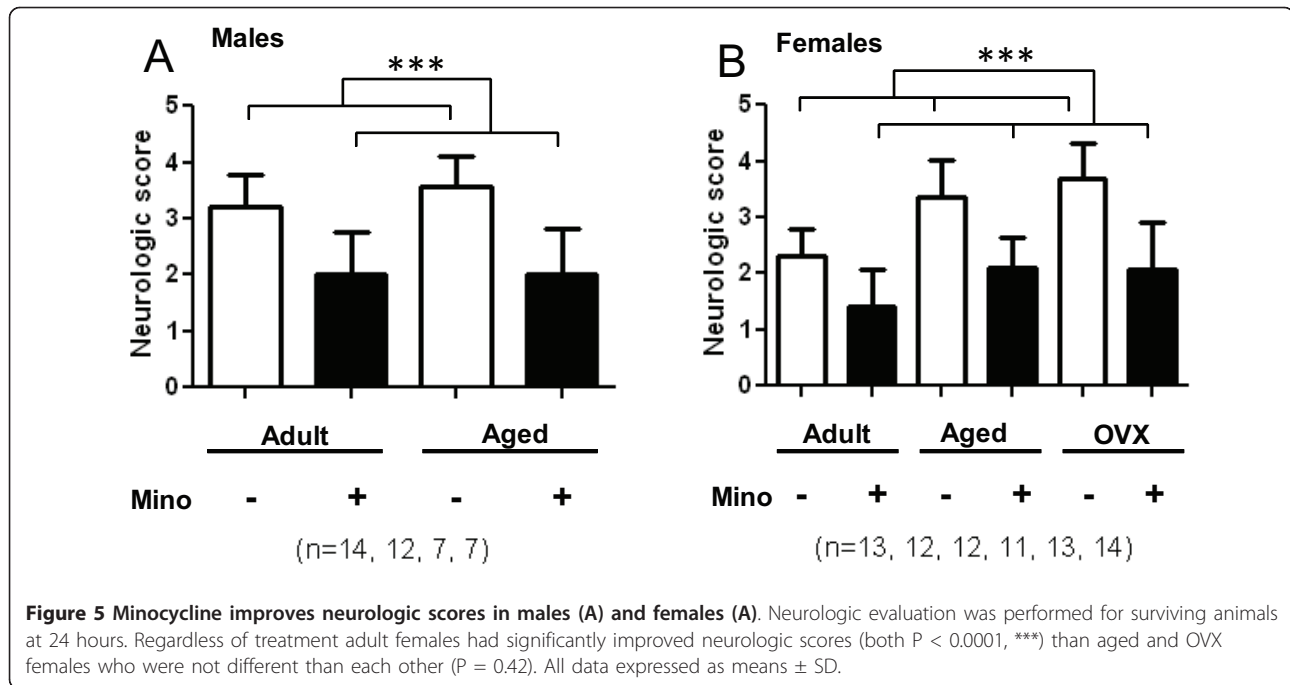 A Males
***
5
4
3
2
1
0
Neurologic score
Adult Aged
Mino - + - +
(n=14, 12, 7, 7)
B Females
***
5
4
3
2
1
0
Neurologic score
Adult Aged OVX
Mino - + - + - +
(n=13, 12, 12, 11, 13, 14)
Figure 5 Minocycline improves neurologic scores in males (A) and females (A). Neurologic evaluation was performed for surviving animals
at 24 hours. Regardless of treatment adult females had significantly improved neurologic scores (both P < 0.0001, ***) than aged and OVX
females who were not different than each other (P = 0.42). All data expressed as means ± SD.